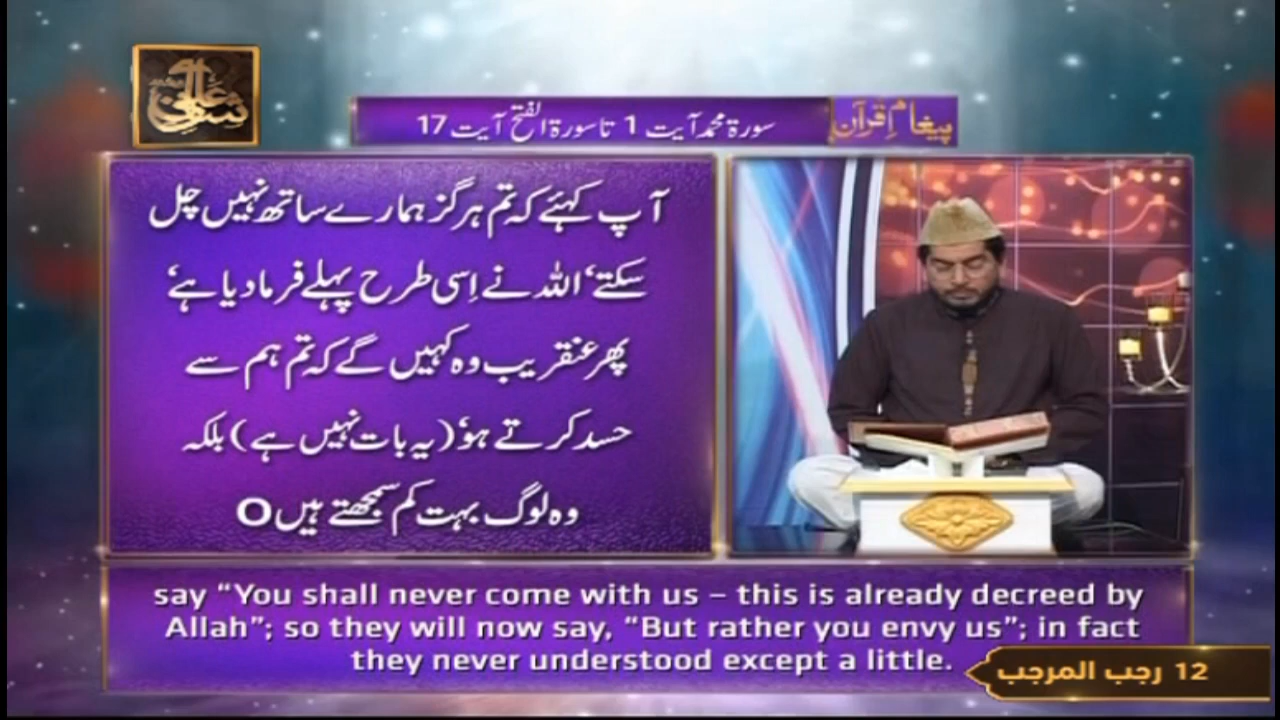 پیغام قرآن
سورۃ محمد آیت 1 تا سورۃ الفتح آیت 17
آپ کہئے کہ تم ہرگز ہمارے ساتھ نہیں چل
سکتے‘ اللہ نے اِسی طرح پہلے فرما دیا ہے‘
پھر عنقریب وہ کہیں گے کہ تم ہم سے
حسد کرتے ہو‘ (یہ بات نہیں ہے) بلکہ
وہ لوگ بہت کم سمجھتے ہیں O
say “You shall never come with us – this is already decreed by
Allah”; so they will now say, “But rather you envy us”; in fact
they never understood except a little.
12 رجب المرجب